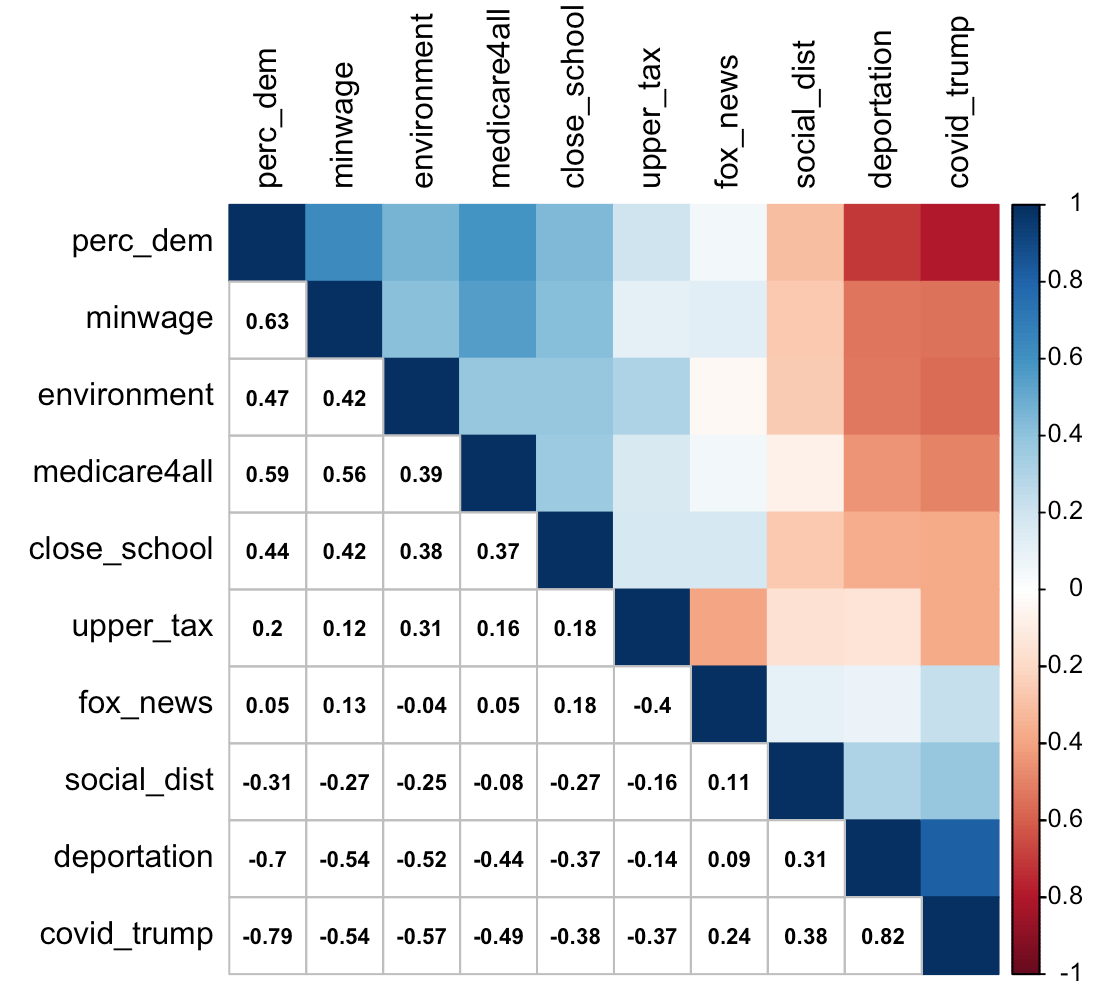 perc_dem minwage environment medicare4all close_school upper_tax fox_news social_dist deportation covid_trump
1
perc_dem
0.8
minwage 0.63
0.6
environment 0.47 0.42
0.4
medicare4all 0.59 0.56 0.39
0.2
close_school 0.44 0.42 0.38 0.37
0
upper_tax 0.2 0.12 0.31 0.16 0.18
-0.2
fox_news 0.05 0.13 -0.04 0.05 0.18 -0.4
-0.4
social_dist -0.31 -0.27 -0.25 -0.08 -0.27 -0.16 0.11
-0.6
deportation -0.7 -0.54 -0.52 -0.44 -0.37 -0.14 0.09 0.31
-0.8
covid_trump -0.79 -0.54 -0.57 -0.49 -0.38 -0.37 0.24 0.38 0.82
-1